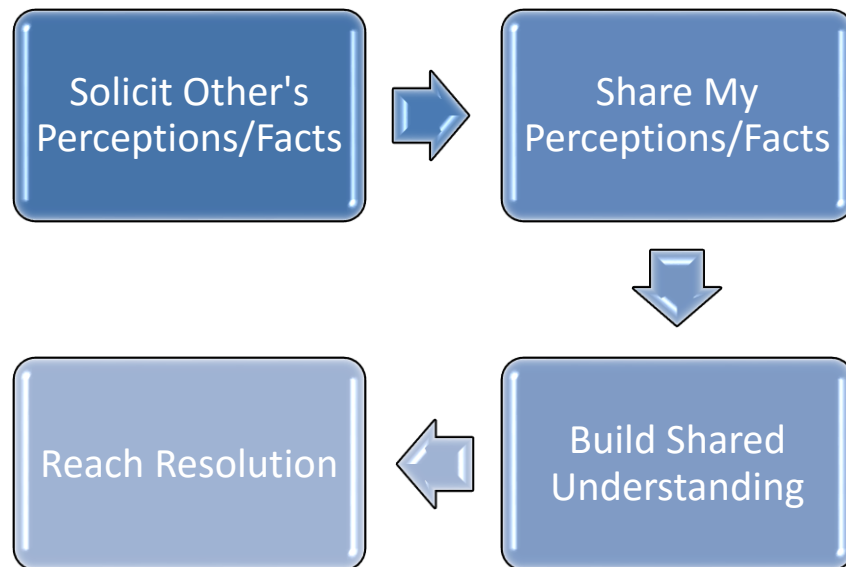 Solicit Other's
Perceptions/Facts
Share My
Perceptions/Facts
Build Shared
Understanding
Reach Resolution